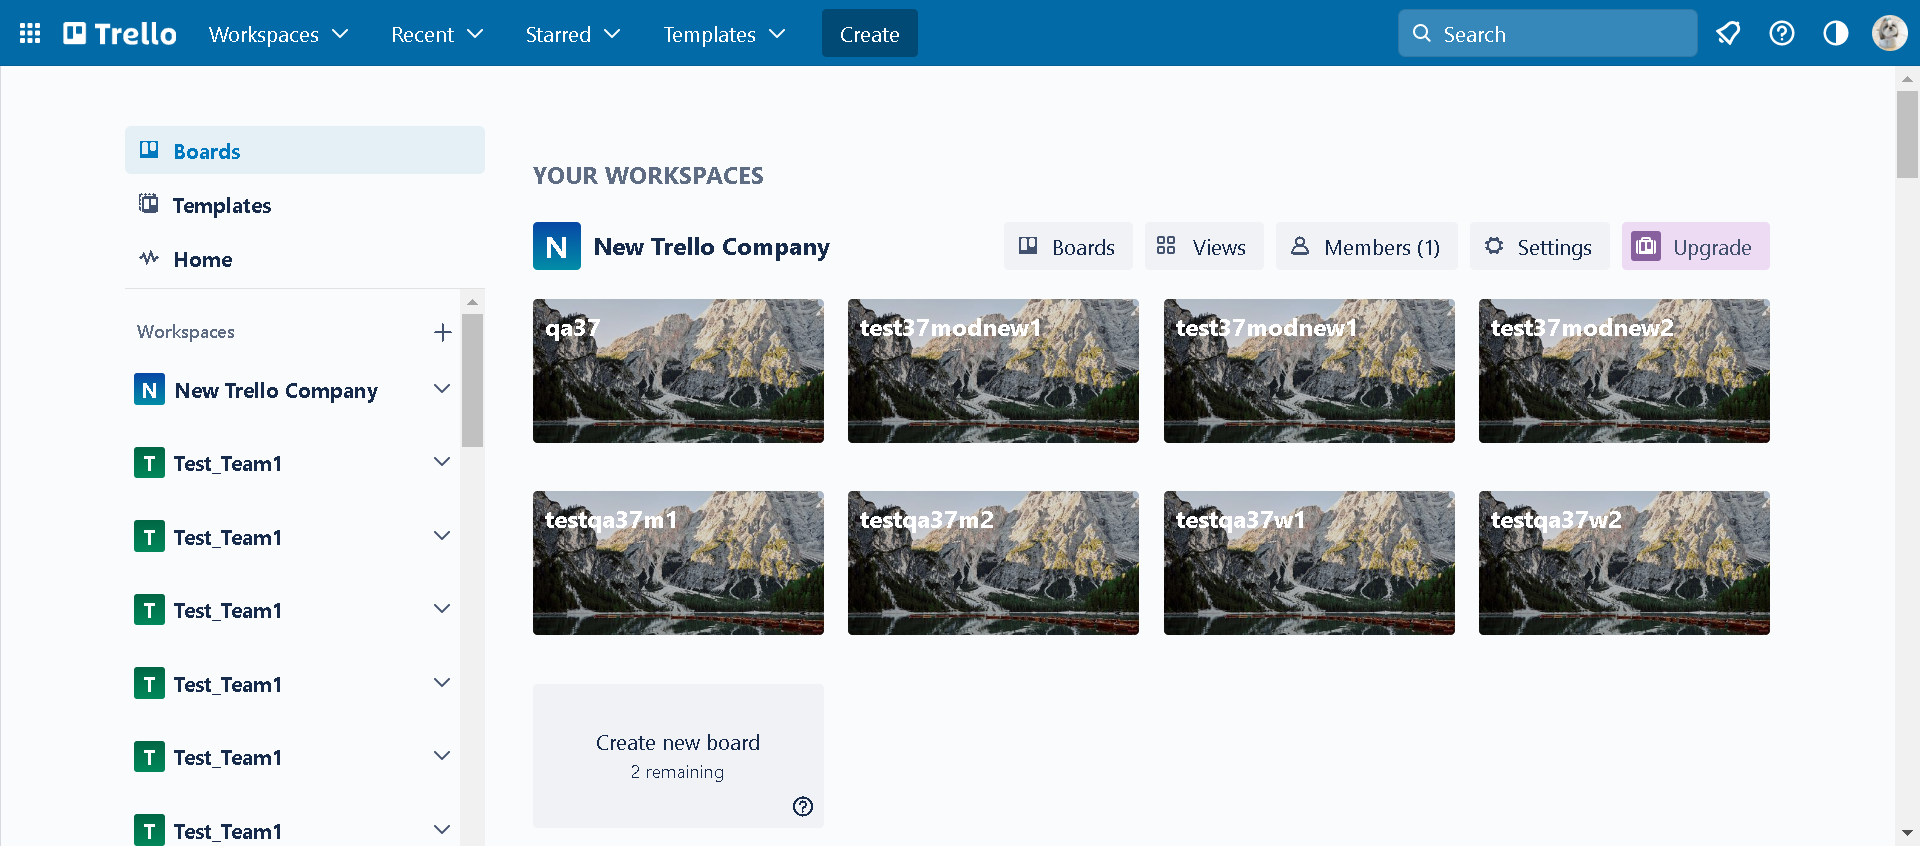 Trello Workspaces Recent Starred Templates Create Search
Boards
Templates
Home
Workspaces
N New Trello Company
T Test_Team1
T Test_Team1
T Test_Team1
T Test_Team1
T Test_Team1
T Test_Team1
YOUR WORKSPACES
N New Trello Company Boards Views Members (1) Settings Upgrade
qa37 test37modnew1 test37modnew1 test37modnew2
testqa37m1 testqa37m2 testqa37w1 testqa37w2
Create new board
2 remaining